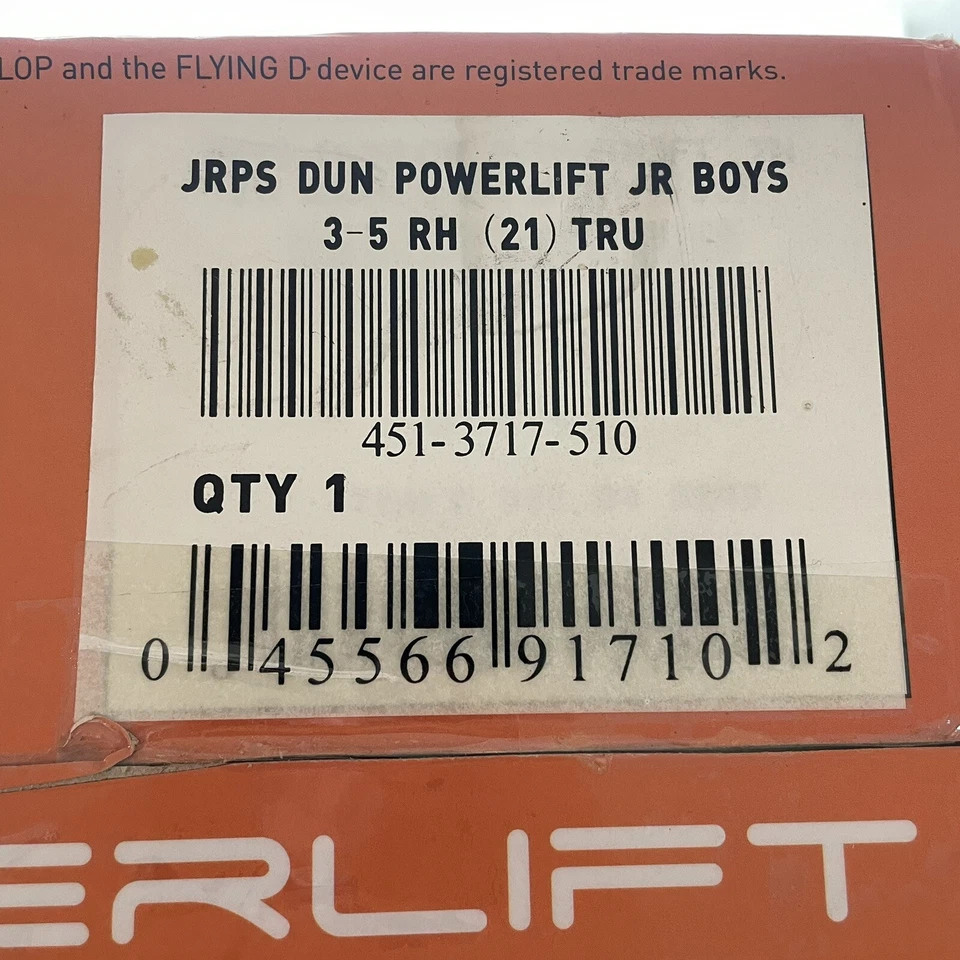 LOP and the FLYING D device are registered trade marks.
JRPS DUN POWERLIFT JR BOYS
3-5 RH (21) TRU
451-3717-510
QTY 1
0 45566 91710 2
ERLIFT